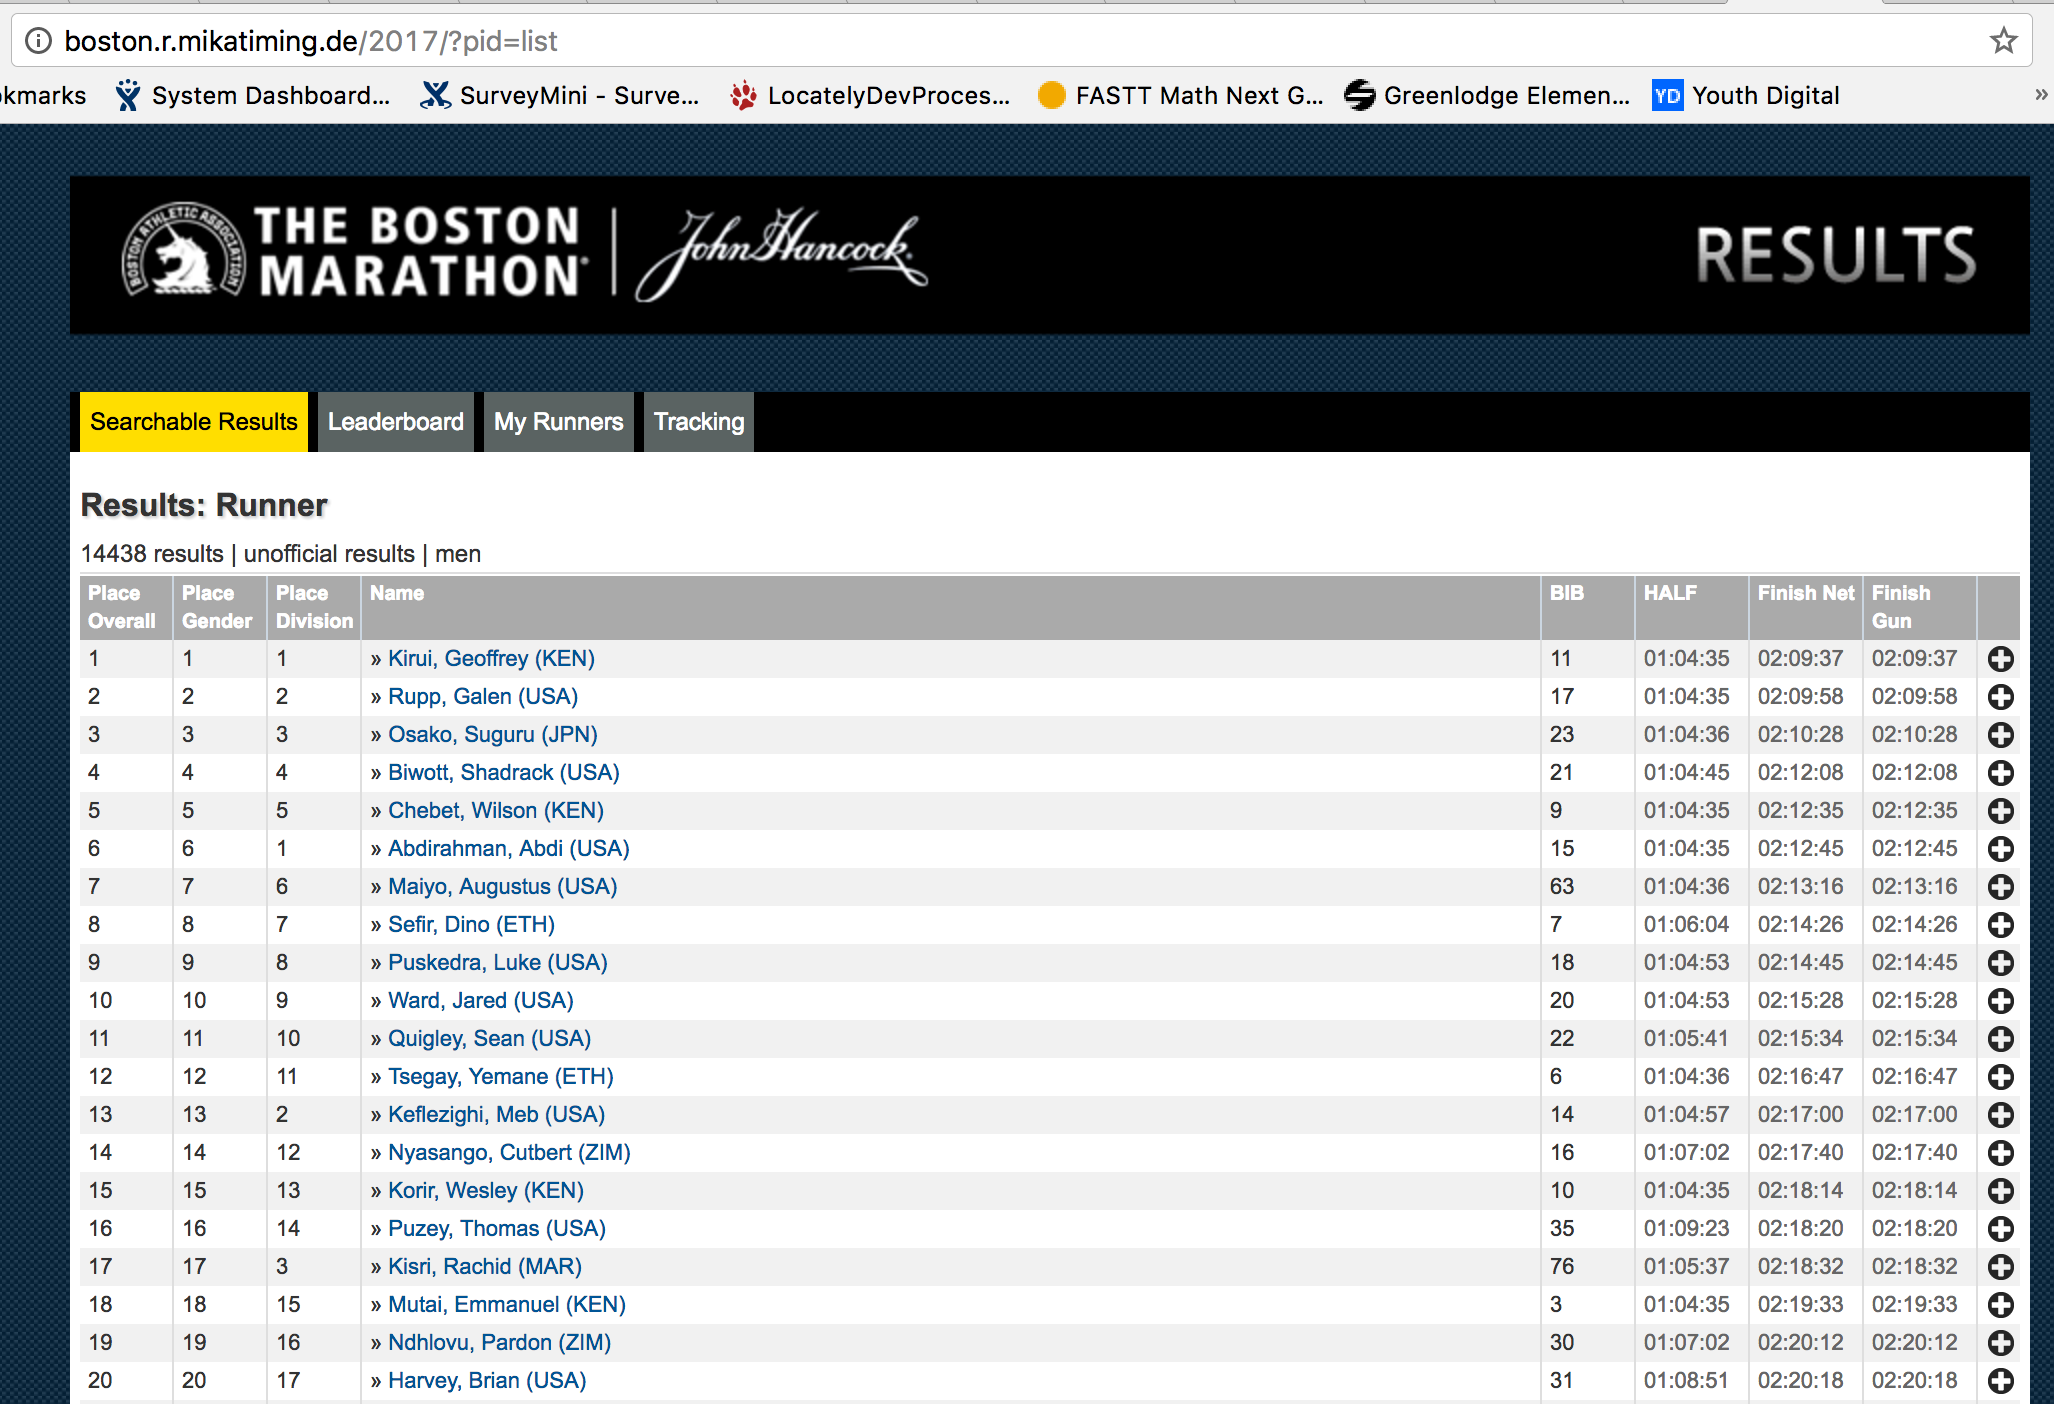 boston.r.mikatiming.de/2017/?pid=list
kmarks System Dashboard... SurveyMini - Surve... LocatelyDevProces... FASTT Math Next G... Greenlodge Elemen... YD Youth Digital »
BOSTON ATHLETIC ASSOCIATION
THE BOSTON MARATHON® | John Hancock. RESULTS
Searchable Results Leaderboard My Runners Tracking
Results: Runner
14438 results | unofficial results | men
Place Overall Place Gender Place Division Name BIB HALF Finish Net Finish Gun
1 1 1 » Kirui, Geoffrey (KEN) 11 01:04:35 02:09:37 02:09:37
2 2 2 » Rupp, Galen (USA) 17 01:04:35 02:09:58 02:09:58
3 3 3 » Osako, Suguru (JPN) 23 01:04:36 02:10:28 02:10:28
4 4 4 » Biwott, Shadrack (USA) 21 01:04:45 02:12:08 02:12:08
5 5 5 » Chebet, Wilson (KEN) 9 01:04:35 02:12:35 02:12:35
6 6 1 » Abdirahman, Abdi (USA) 15 01:04:35 02:12:45 02:12:45
7 7 6 » Maiyo, Augustus (USA) 63 01:04:36 02:13:16 02:13:16
8 8 7 » Sefir, Dino (ETH) 7 01:06:04 02:14:26 02:14:26
9 9 8 » Puskedra, Luke (USA) 18 01:04:53 02:14:45 02:14:45
10 10 9 » Ward, Jared (USA) 20 01:04:53 02:15:28 02:15:28
11 11 10 » Quigley, Sean (USA) 22 01:05:41 02:15:34 02:15:34
12 12 11 » Tsegay, Yemane (ETH) 6 01:04:36 02:16:47 02:16:47
13 13 2 » Keflezighi, Meb (USA) 14 01:04:57 02:17:00 02:17:00
14 14 12 » Nyasango, Cutbert (ZIM) 16 01:07:02 02:17:40 02:17:40
15 15 13 » Korir, Wesley (KEN) 10 01:04:35 02:18:14 02:18:14
16 16 14 » Puzey, Thomas (USA) 35 01:09:23 02:18:20 02:18:20
17 17 3 » Kisri, Rachid (MAR) 76 01:05:37 02:18:32 02:18:32
18 18 15 » Mutai, Emmanuel (KEN) 3 01:04:35 02:19:33 02:19:33
19 19 16 » Ndhlovu, Pardon (ZIM) 30 01:07:02 02:20:12 02:20:12
20 20 17 » Harvey, Brian (USA) 31 01:08:51 02:20:18 02:20:18